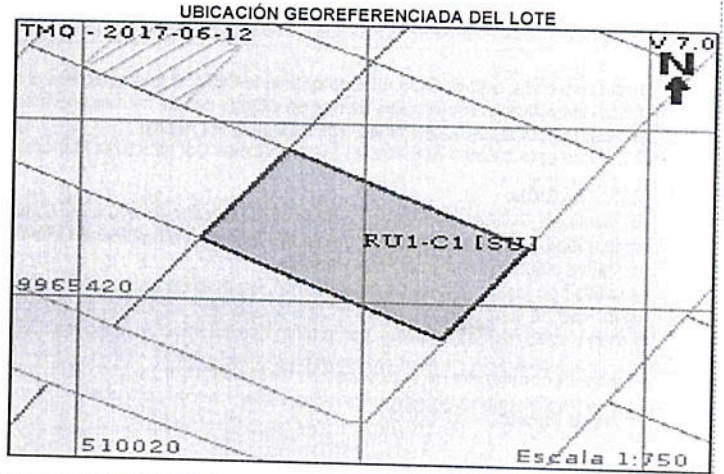 UBICACIÓN GEOREFERENCIADA DEL LOTE
TMQ - 2017-06-12
V 7.0
N
RU1-C1 [SU]
9965420
510020
Escala 1:750